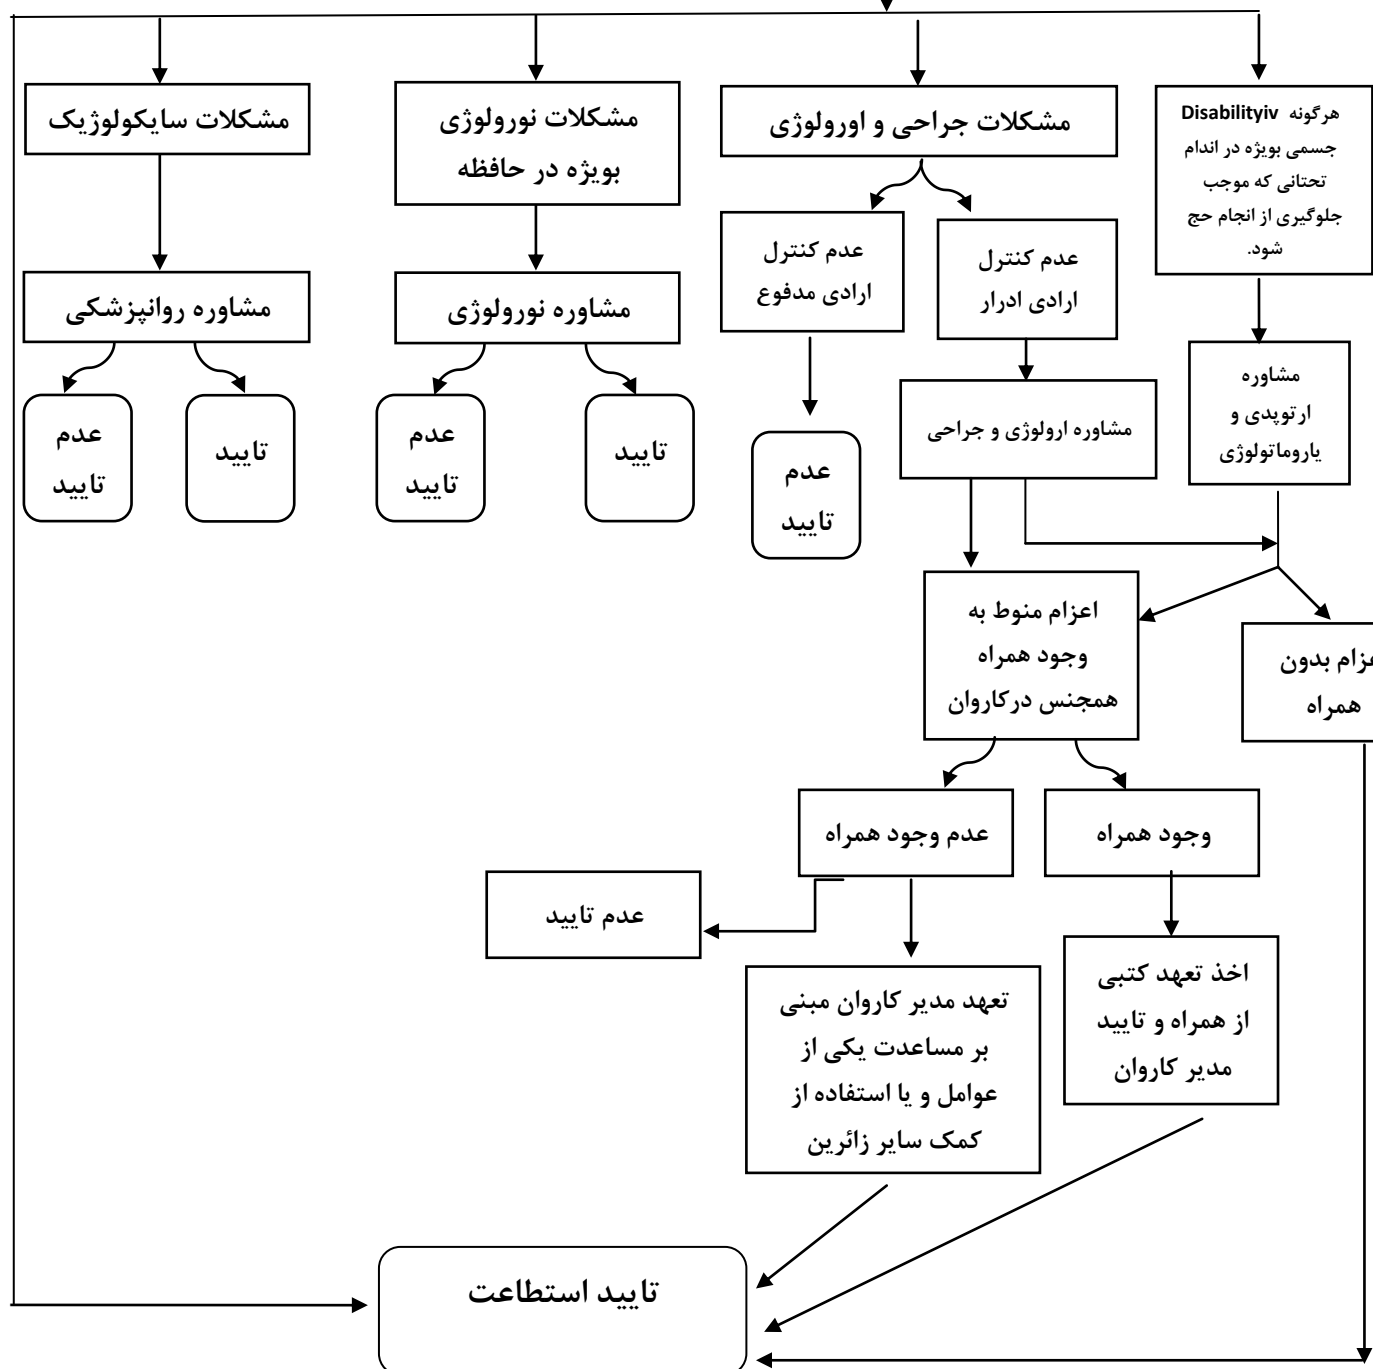 هرگونه Disabilityiv
جسمی بویژه در اندام
تحتانی که موجب
جلوگیری از انجام حج
شود.
مشکلات جراحی و اورولوژی
مشکلات نورولوژی
بویژه در حافظه
مشکلات سایکولوژیک
عدم کنترل
ارادی ادرار
عدم کنترل
ارادی مدفوع
مشاوره نورولوژی
مشاوره روانپزشکی
مشاوره
ارتوپدی و
یاروماتولوژی
مشاوره ارولوژی و جراحی
عدم
تایید
تایید
عدم
تایید
تایید
عدم
تایید
اعزام بدون
همراه
اعزام منوط به
وجود همراه
همجنس درکاروان
وجود همراه
عدم وجود همراه
عدم تایید
اخذ تعهد کتبی
از همراه و تایید
مدیر کاروان
تعهد مدیر کاروان مبنی
بر مساعدت یکی از
عوامل و یا استفاده از
کمک سایر زائرین
تایید استطاعت